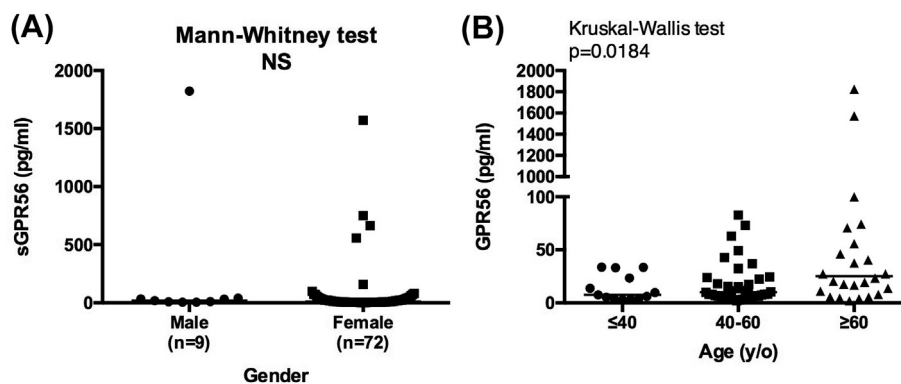 (A)
Mann-Whitney test
NS
sGPR56 (pg/ml)
2000
1500
1000
500
0
Male
(n=9)
Female
(n=72)
Gender
(B)
Kruskal-Wallis test
p=0.0184
GPR56 (pg/ml)
2000
1800
1600
1400
1200
1000
100
50
0
≤40
40-60
≥60
Age (y/o)